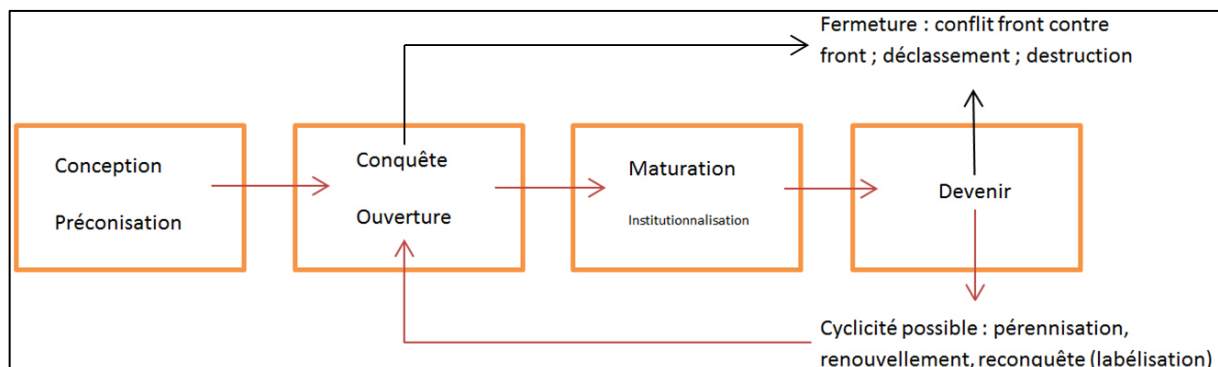 Fermeture : conflit front contre
front ; déclassement ; destruction
Conception
Préconisation
Conquête
Ouverture
Maturation
Institutionnalisation
Devenir
Cyclicité possible : pérennisation,
renouvellement, reconquête (labélisation)